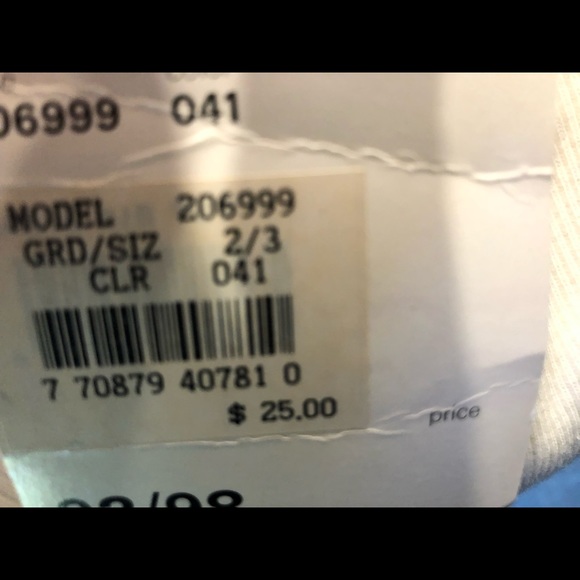 06999 041
MODEL 206999
GRD/SIZ 2/3
CLR 041
7 70879 40781 0
$ 25.00
price